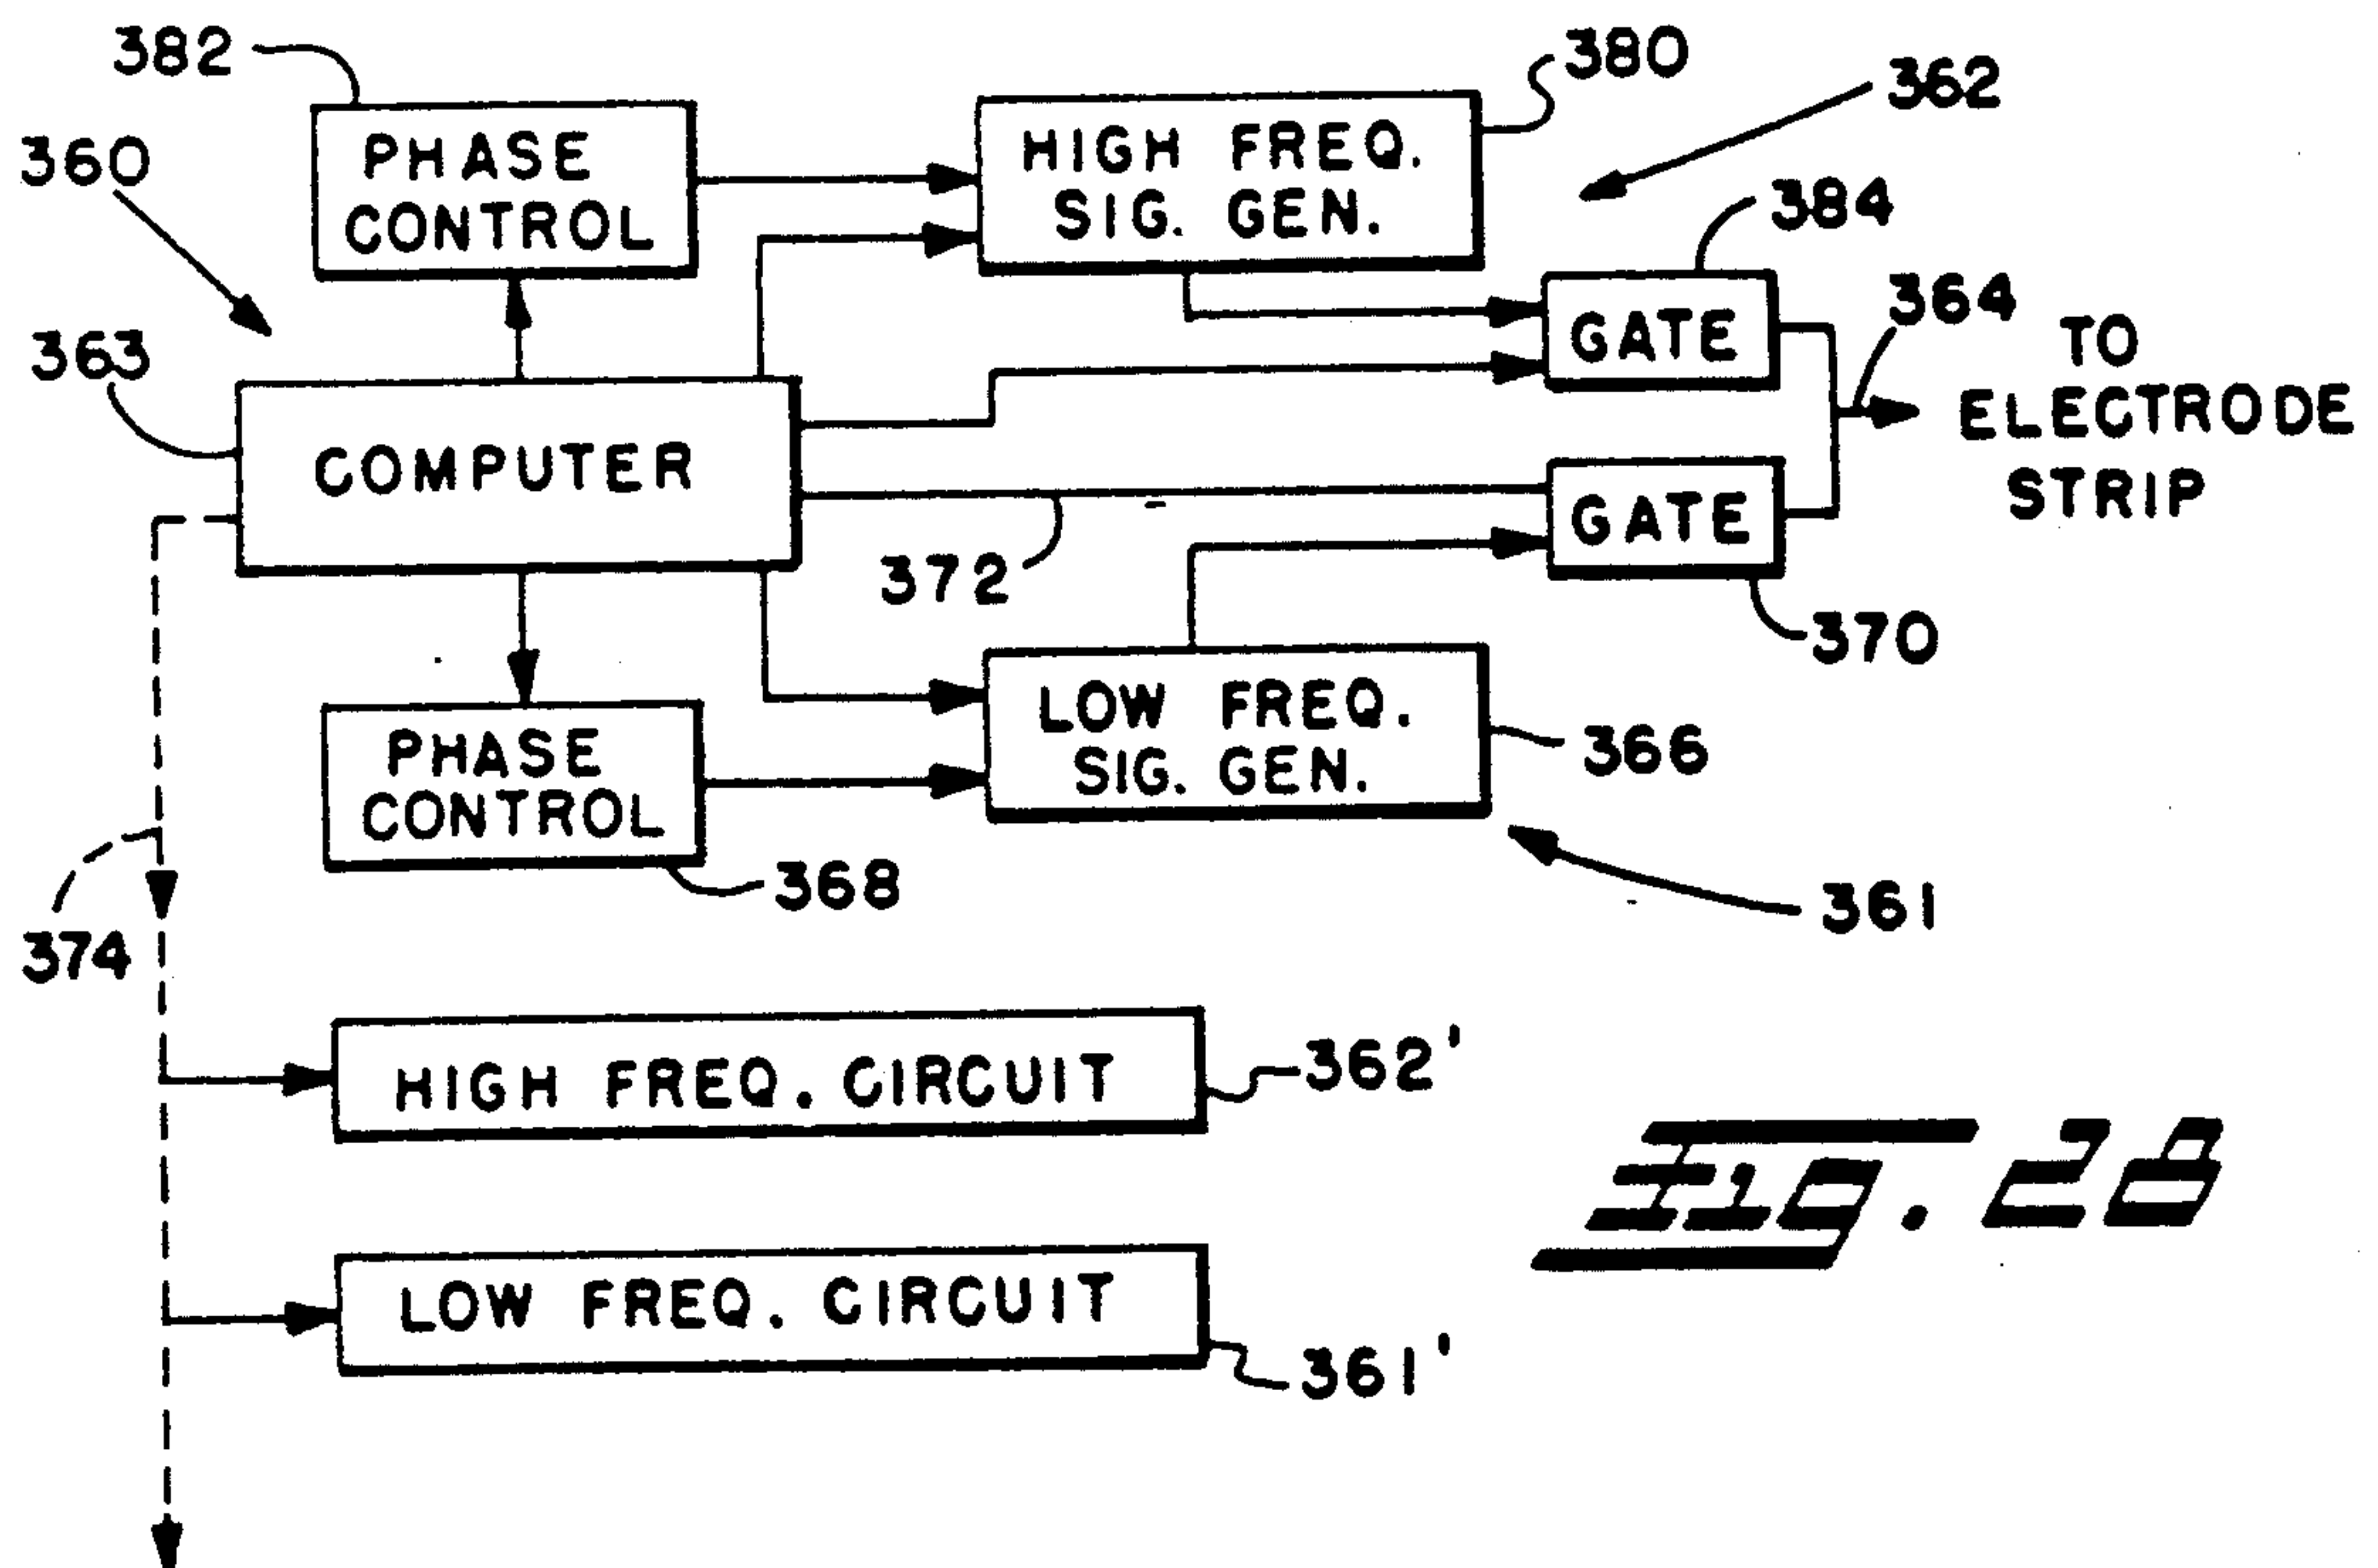 382
380
362
360
PHASE
CONTROL
HIGH FREQ.
SIG. GEN.
384
364
363
GATE
TO
ELECTRODE
STRIP
COMPUTER
GATE
372
370
PHASE
CONTROL
LOW FREQ.
SIG. GEN.
366
368
361
374
HIGH FREQ. CIRCUIT
362'
FIG. 28
LOW FREQ. CIRCUIT
361'